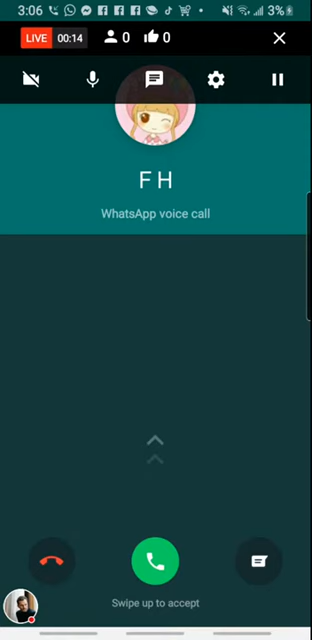 3:06 3%
LIVE 00:14 0 0
F H
WhatsApp voice call
Swipe up to accept